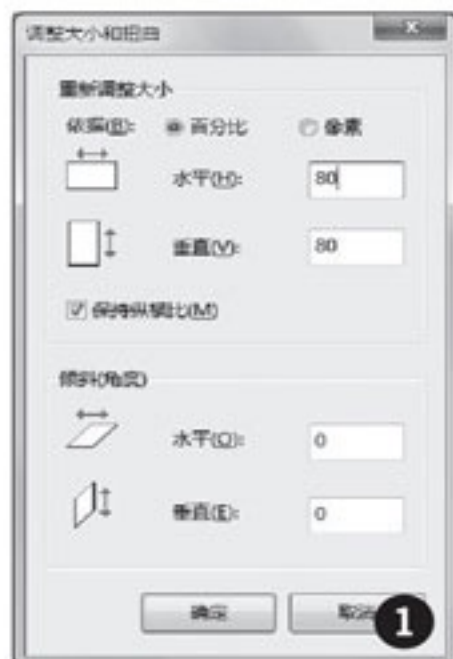 调整大小和扭曲
重新调整大小
依据(B): 百分比 像素
水平(H): 80
垂直(V): 80
保持纵横比(M)
倾斜(角度)
水平(O): 0
垂直(E): 0
确定 取消
1